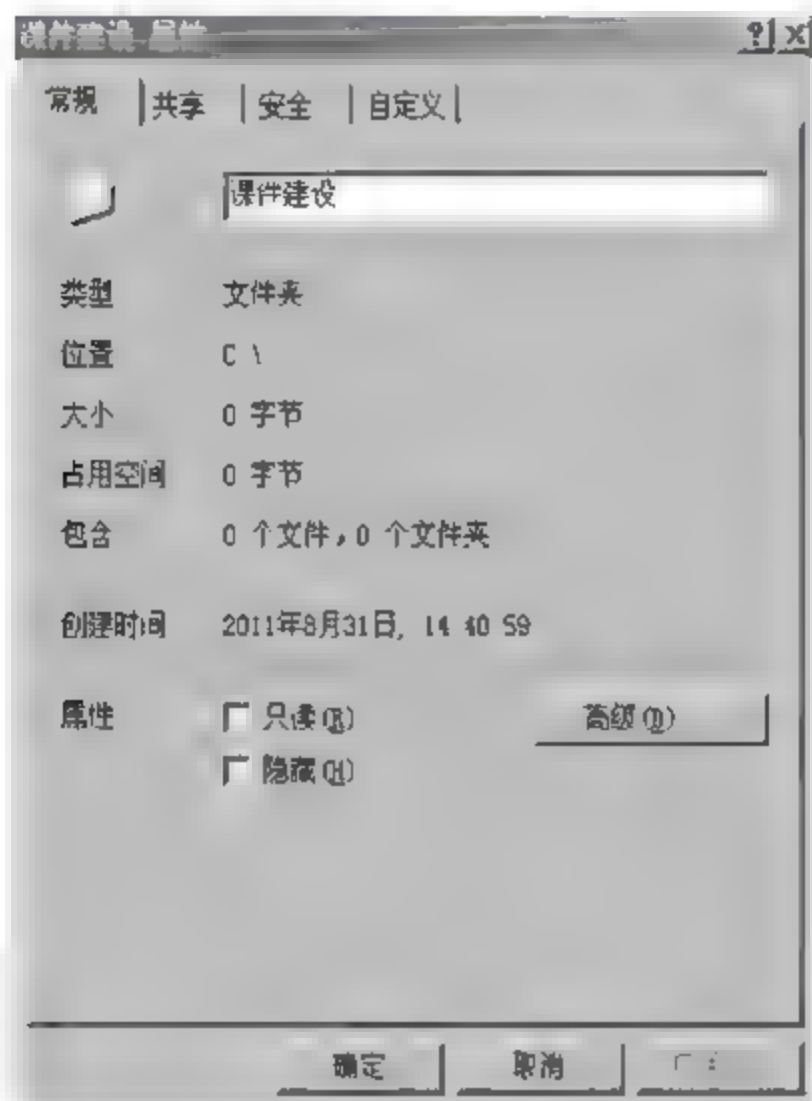 课件建设 属性 ? X
常规 共享 安全 自定义
课件建设
类型 文件夹
位置 C \
大小 0 字节
占用空间 0 字节
包含 0 个文件,0 个文件夹
创建时间 2011年8月31日, 14 40 59
属性 只读(R) 高级(D)
隐藏(H)
确定 取消